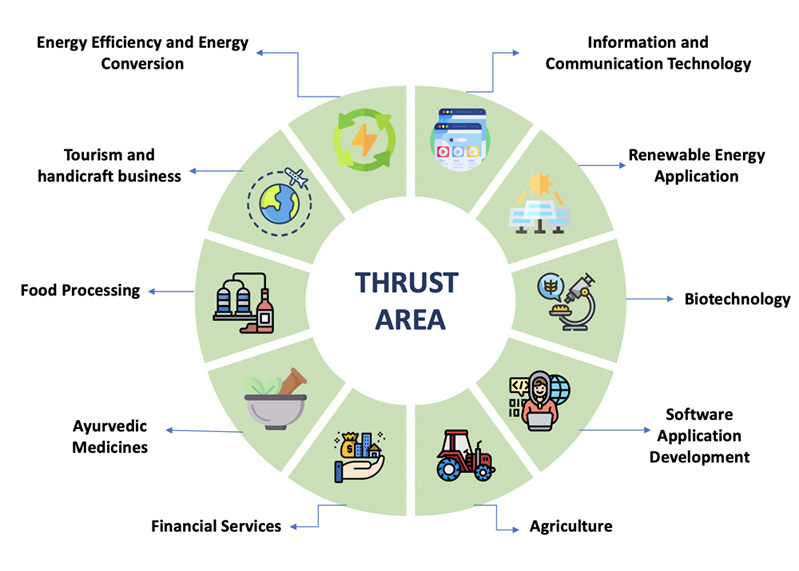 Energy Efficiency and Energy
Conversion
Information and
Communication Technology
Tourism and
handicraft business
Renewable Energy
Application
THRUST
AREA
Food Processing
Biotechnology
Ayurvedic
Medicines
Software
Application
Development
Financial Services
Agriculture